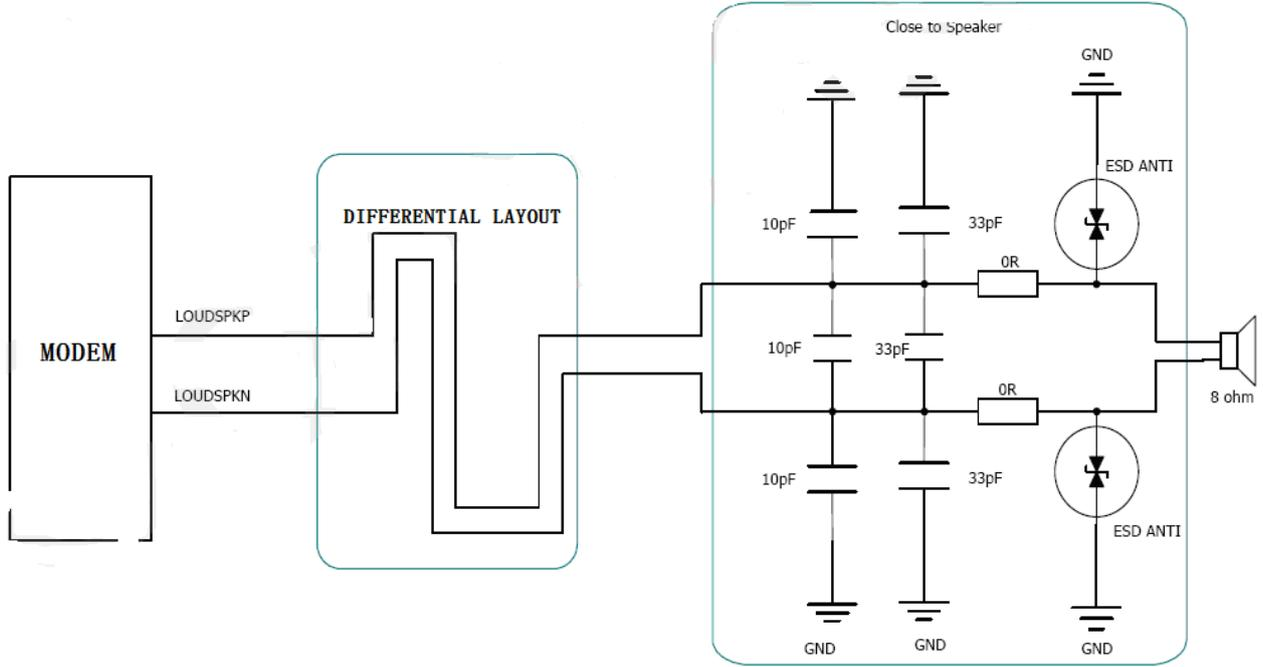 Close to Speaker
GND
ESD ANTI
DIFFERENTIAL LAYOUT
10pF
33pF
0R
LOUDSPKP
MODEM
10pF
33pF
LOUDSPKN
0R
8 ohm
10pF
33pF
ESD ANTI
GND
GND
GND